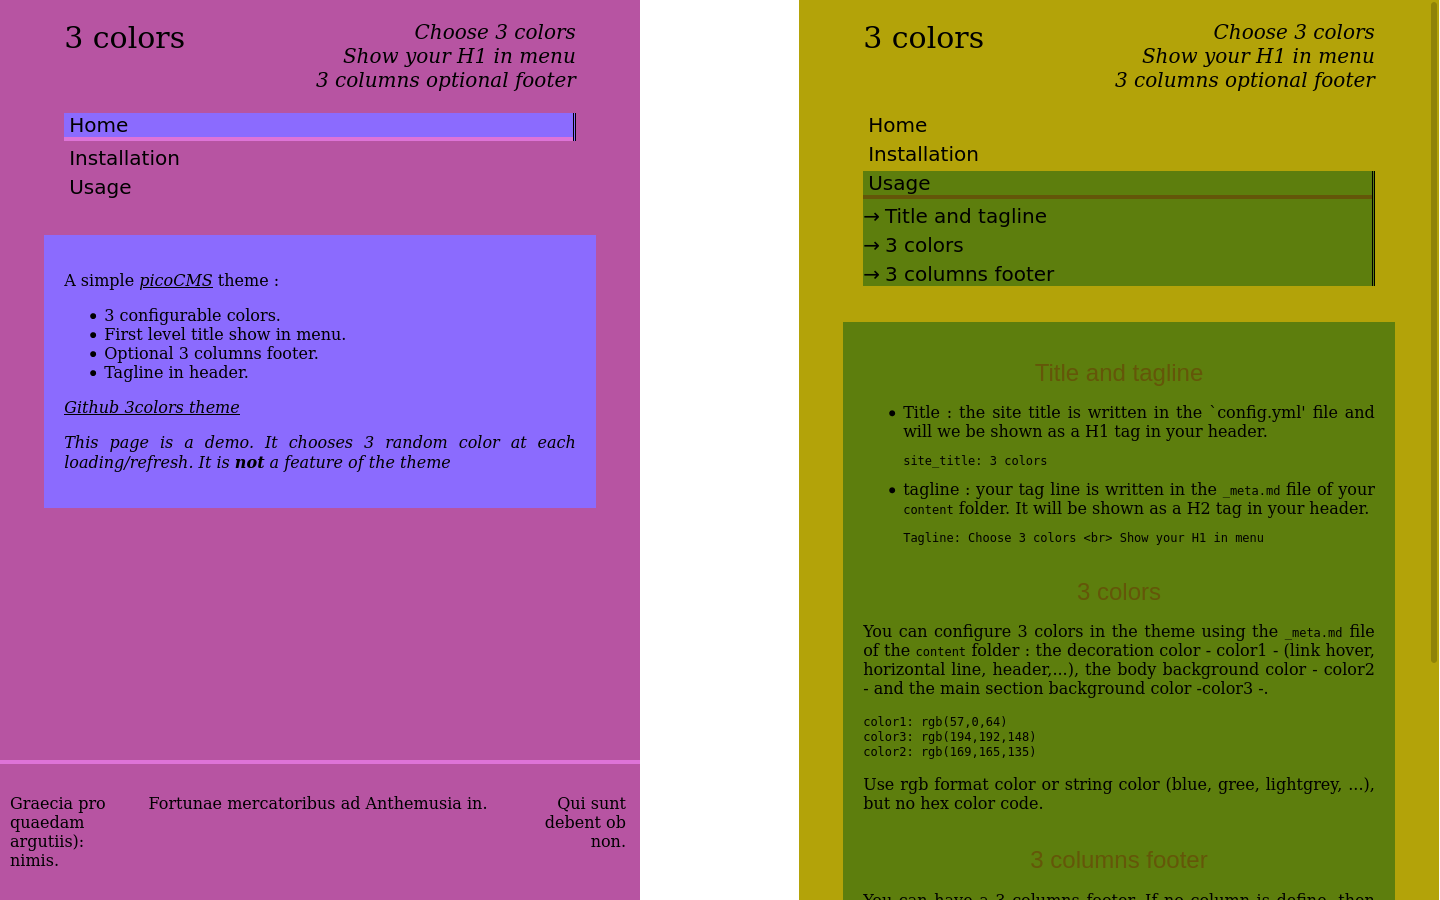 3 colors
Choose 3 colors
Show your H1 in menu
3 columns optional footer
Home
Installation
Usage
A simple picoCMS theme :
• 3 configurable colors.
• First level title show in menu.
• Optional 3 columns footer.
• Tagline in header.
Github 3colors theme
This page is a demo. It chooses 3 random color at each
loading/refresh. It is not a feature of the theme
Graecia pro
quaedam
argutiis):
nimis.
Fortunae mercatoribus ad Anthemusia in.
Qui sunt
debent ob
non.
3 colors
Choose 3 colors
Show your H1 in menu
3 columns optional footer
Home
Installation
Usage
→ Title and tagline
→ 3 colors
→ 3 columns footer
Title and tagline
• Title : the site title is written in the `config.yml' file and
will we be shown as a H1 tag in your header.
site_title: 3 colors
• tagline : your tag line is written in the _meta.md file of your
content folder. It will be shown as a H2 tag in your header.
Tagline: Choose 3 colors <br> Show your H1 in menu
3 colors
You can configure 3 colors in the theme using the _meta.md file
of the content folder : the decoration color - color1 - (link hover,
horizontal line, header,...), the body background color - color2
- and the main section background color -color3 -.
color1: rgb(57,0,64)
color3: rgb(194,192,148)
color2: rgb(169,165,135)
Use rgb format color or string color (blue, gree, lightgrey, ...),
but no hex color code.
3 columns footer
You can have a 3 columns footer. If no column is define, then